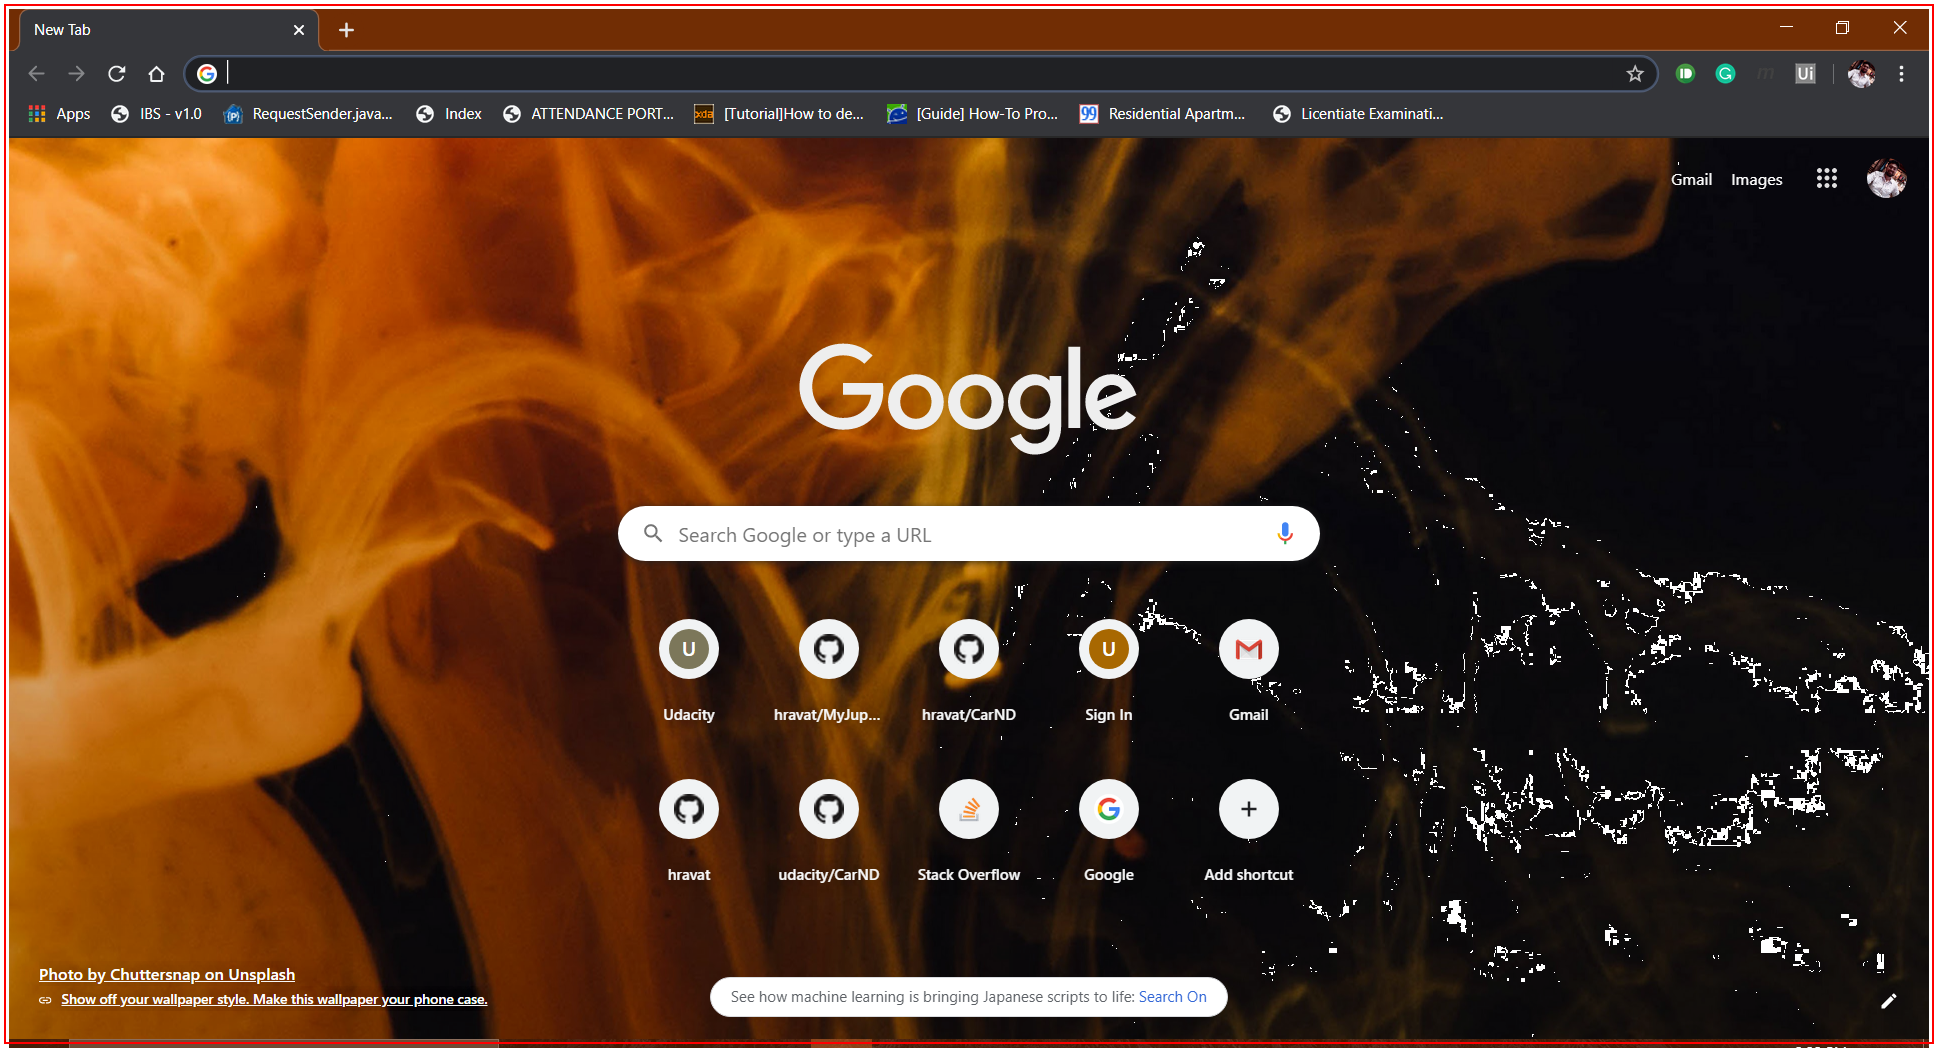 New Tab
Apps IBS - v1.0 RequestSender.java... Index ATTENDANCE PORT... [Tutorial]How to de... [Guide] How-To Pro... Residential Apartm... Licentiate Examinati...
Gmail Images
Google
Search Google or type a URL
U U
Udacity hravat/MyJup... hravat/CarND Sign In Gmail
hravat udacity/CarND Stack Overflow Google Add shortcut
Photo by Chuttersnap on Unsplash
Show off your wallpaper style. Make this wallpaper your phone case.
See how machine learning is bringing Japanese scripts to life: Search On